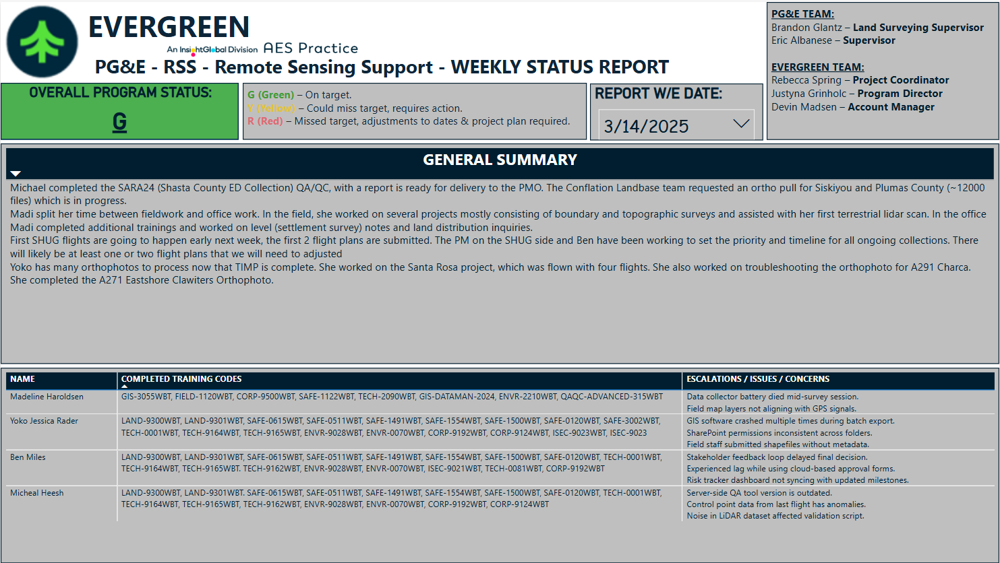 EVERGREEN
An InsightGlobal Division AES Practice
PG&E - RSS - Remote Sensing Support - WEEKLY STATUS REPORT
PG&E TEAM:
Brandon Glantz – Land Surveying Supervisor
Eric Albanese – Supervisor
EVERGREEN TEAM:
Rebecca Spring – Project Coordinator
Justyna Grinholc – Program Director
Devin Madsen – Account Manager
OVERALL PROGRAM STATUS:
G
G (Green) – On target.
Y (Yellow) – Could miss target, requires action.
R (Red) – Missed target, adjustments to dates & project plan required.
REPORT W/E DATE:
3/14/2025
GENERAL SUMMARY
Michael completed the SARA24 (Shasta County ED Collection) QA/QC, with a report is ready for delivery to the PMO. The Conflation Landbase team requested an ortho pull for Siskiyou and Plumas County (~12000
files) which is in progress.
Madi split her time between fieldwork and office work. In the field, she worked on several projects mostly consisting of boundary and topographic surveys and assisted with her first terrestrial lidar scan. In the office
Madi completed additional trainings and worked on level (settlement survey) notes and land distribution inquiries.
First SHUG flights are going to happen early next week, the first 2 flight plans are submitted. The PM on the SHUG side and Ben have been working to set the priority and timeline for all ongoing collections. There
will likely be at least one or two flight plans that we will need to adjusted
Yoko has many orthophotos to process now that TIMP is complete. She worked on the Santa Rosa project, which was flown with four flights. She also worked on troubleshooting the orthophoto for A291 Charca.
She completed the A271 Eastshore Clawiters Orthophoto.
NAME COMPLETED TRAINING CODES ESCALATIONS / ISSUES / CONCERNS
Madeline Haroldsen GIS-3055WBT, FIELD-1120WBT, CORP-9500WBT, SAFE-1122WBT, TECH-2090WBT, GIS-DATAMAN-2024, ENVR-2210WBT, QAQC-ADVANCED-315WBT Data collector battery died mid-survey session.
Field map layers not aligning with GPS signals.
Yoko Jessica Rader LAND-9300WBT, LAND-9301WBT, SAFE-0615WBT, SAFE-0511WBT, SAFE-1491WBT, SAFE-1554WBT, SAFE-1500WBT, SAFE-0120WBT, SAFE-3002WBT, GIS software crashed multiple times during batch export.
TECH-0001WBT, TECH-9164WBT, TECH-9165WBT, ENVR-9028WBT, ENVR-0070WBT, CORP-9192WBT, CORP-9124WBT, ISEC-9023WBT, ISEC-9023 SharePoint permissions inconsistent across folders.
Field staff submitted shapefiles without metadata.
Ben Miles LAND-9300WBT, LAND-9301WBT, SAFE-0615WBT, SAFE-0511WBT, SAFE-1491WBT, SAFE-1554WBT, SAFE-1500WBT, SAFE-0120WBT, TECH-0001WBT, Stakeholder feedback loop delayed final decision.
TECH-9164WBT, TECH-9165WBT. TECH-9162WBT, ENVR-9028WBT, ENVR-0070WBT, ISEC-9021WBT, TECH-0081WBT, CORP-9192WBT Experienced lag while using cloud-based approval forms.
Risk tracker dashboard not syncing with updated milestones.
Micheal Heesh LAND-9300WBT, LAND-9301WBT. SAFE-0615WBT, SAFE-0511WBT, SAFE-1491WBT, SAFE-1554WBT, SAFE-1500WBT, SAFE-0120WBT, TECH-0001WBT, Server-side QA tool version is outdated.
TECH-9164WBT, TECH-9165WBT, TECH-9162WBT, ENVR-9028WBT, ENVR-0070WBT, CORP-9192WBT, CORP-9124WBT Control point data from last flight has anomalies.
Noise in LiDAR dataset affected validation script.